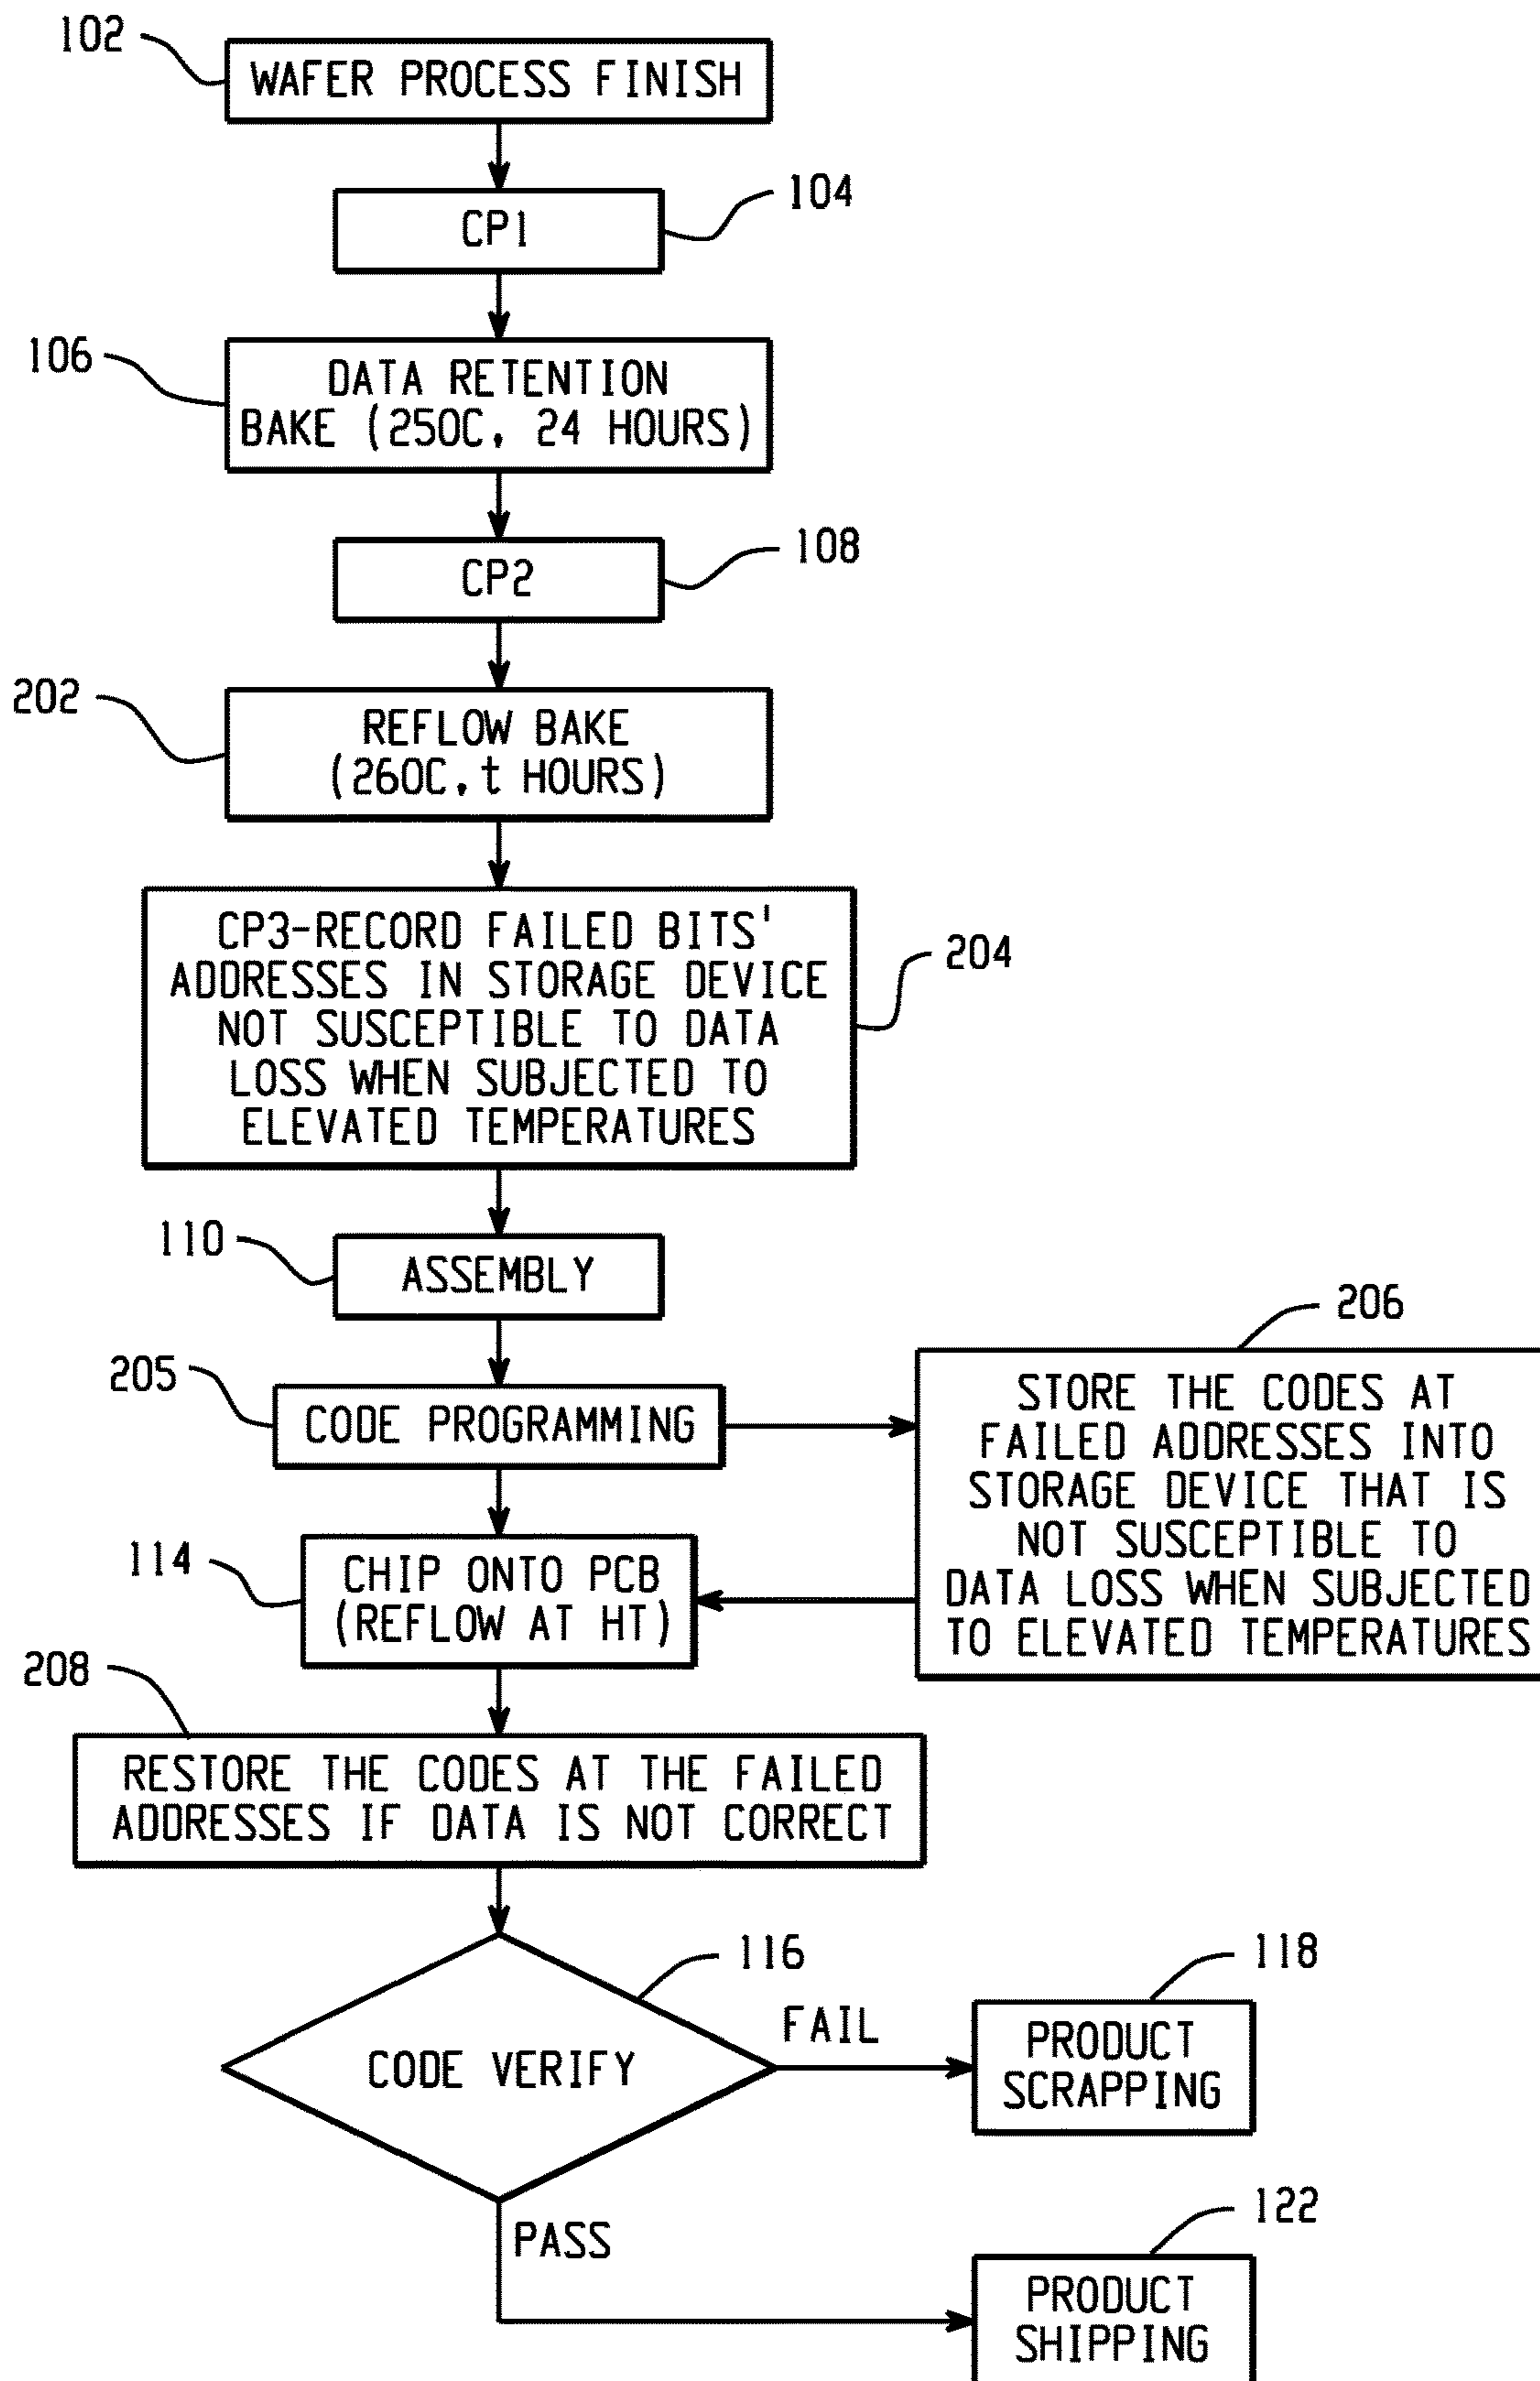 102
WAFER PROCESS FINISH
104
CP1
106
DATA RETENTION
BAKE (250C, 24 HOURS)
108
CP2
202
REFLOW BAKE
(260C, t HOURS)
204
CP3-RECORD FAILED BITS'
ADDRESSES IN STORAGE DEVICE
NOT SUSCEPTIBLE TO DATA
LOSS WHEN SUBJECTED TO
ELEVATED TEMPERATURES
110
ASSEMBLY
205
CODE PROGRAMMING
206
STORE THE CODES AT
FAILED ADDRESSES INTO
STORAGE DEVICE THAT IS
NOT SUSCEPTIBLE TO
DATA LOSS WHEN SUBJECTED
TO ELEVATED TEMPERATURES
114
CHIP ONTO PCB
(REFLOW AT HT)
208
RESTORE THE CODES AT THE FAILED
ADDRESSES IF DATA IS NOT CORRECT
116
CODE VERIFY
FAIL
118
PRODUCT
SCRAPPING
PASS
122
PRODUCT
SHIPPING